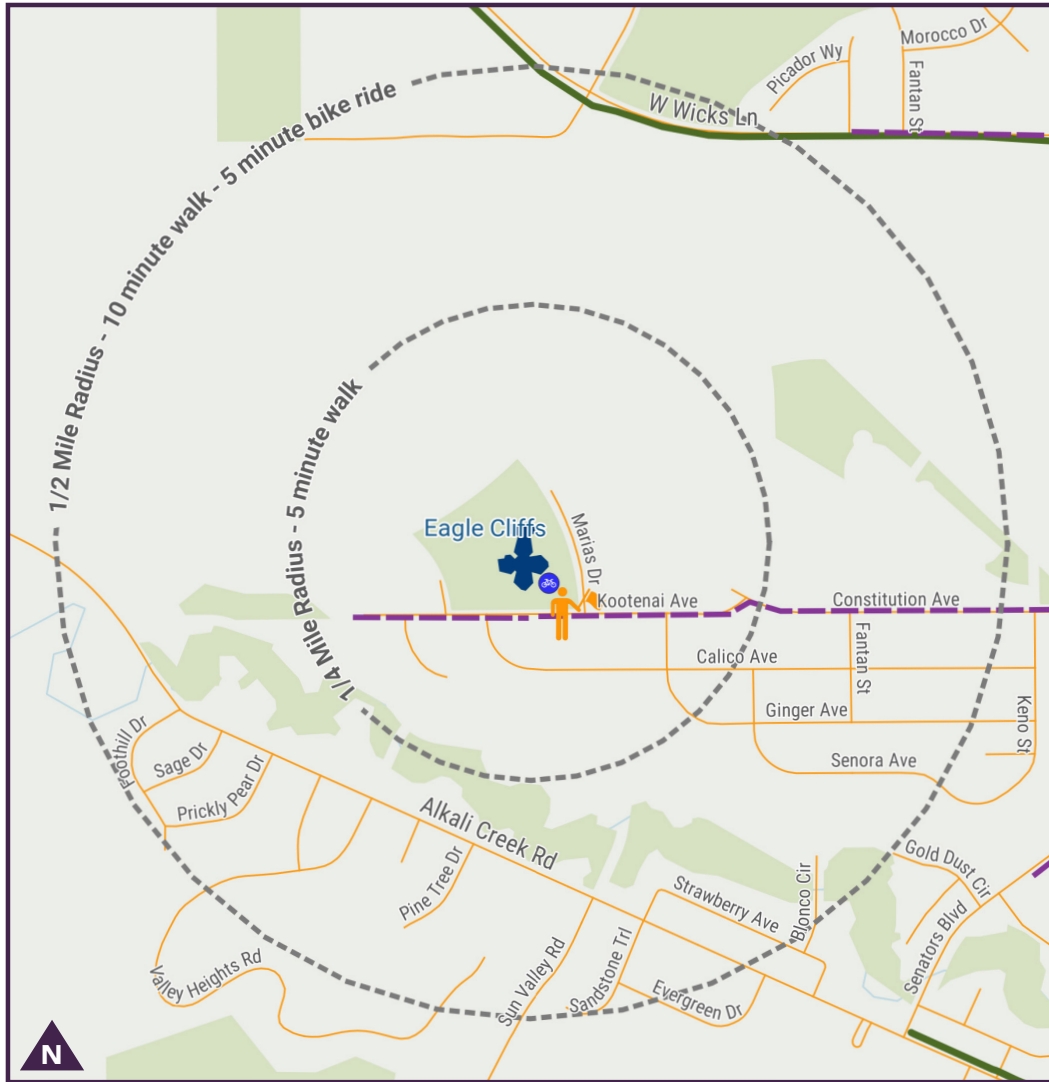 Morocco Dr
Picador Wy
Fantan St
W Wicks Ln
1/2 Mile Radius - 10 minute walk - 5 minute bike ride
1/4 Mile Radius - 5 minute walk
Eagle Cliffs
Marias Dr
Kootenai Ave
Constitution Ave
Calico Ave
Fantan St
Ginger Ave
Keno St
Senora Ave
Foothill Dr
Sage Dr
Prickly Pear Dr
Alkali Creek Rd
Pine Tree Dr
Gold Dust Cir
Strawberry Ave
Blonco Cir
Senators Blvd
Valley Heights Rd
Sun Valley Rd
Sandstone Trl
Evergreen Dr
N